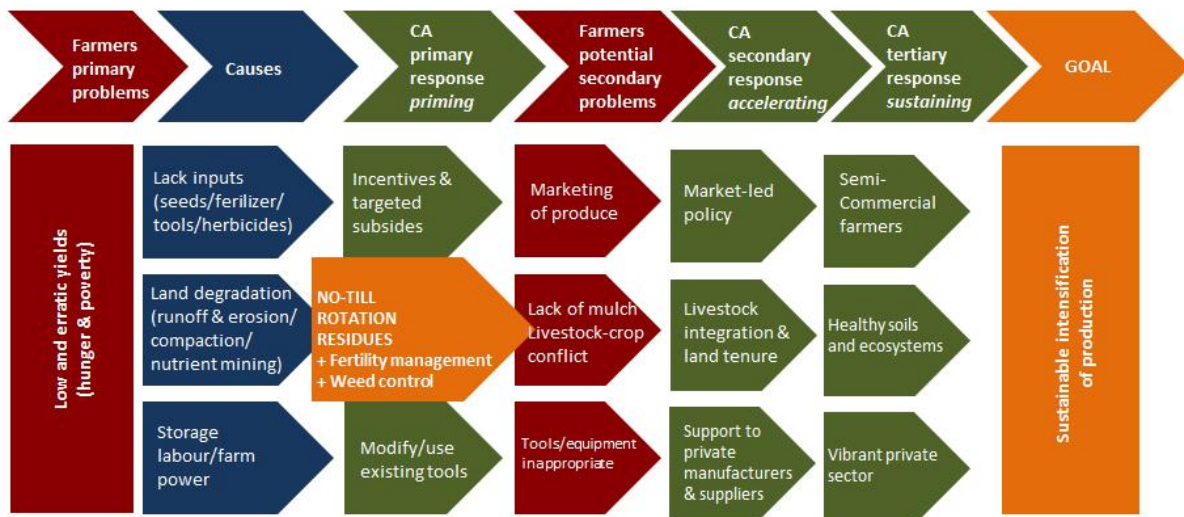 Farmers
primary
problems
Causes
CA
primary
response
priming
Farmers
potential
secondary
problems
CA
secondary
response
accelerating
CA
tertiary
response
sustaining
GOAL
Low and erratic yields
(hunger & poverty)
Lack inputs
(seeds/ferilizer/
tools/herbicides)
Incentives &
targeted
subsides
Marketing
of produce
Market-led
policy
Semi-
Commercial
farmers
Land degradation
(runoff & erosion/
compaction/
nutrient mining)
NO-TILL
ROTATION
RESIDUES
+ Fertility management
+ Weed control
Lack of mulch
Livestock-crop
conflict
Livestock
integration &
land tenure
Healthy soils
and ecosystems
Storage
labour/farm
power
Modify/use
existing tools
Tools/equipment
inappropriate
Support to
private
manufacturers
& suppliers
Vibrant private
sector
Sustainable intensification
of production